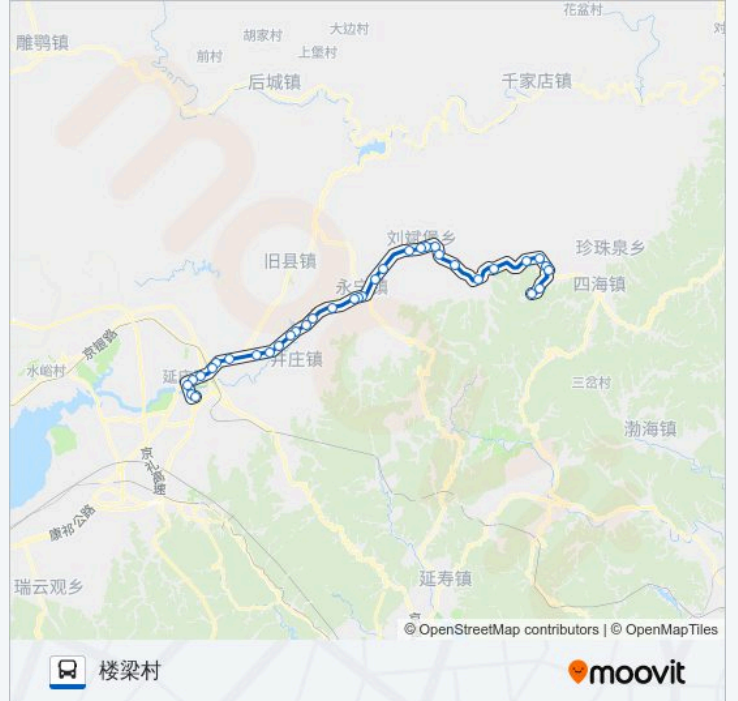 花盆村
大边村
胡家村
雕鹗镇
上堡村
前村
后城镇
千家店镇
刘斌堡乡
珍珠泉乡
旧县镇
四海镇
永宁镇
京银路
井庄镇
水峪村
延庆
三岔村
渤海镇
京礼高速
康祁公路
延寿镇
瑞云观乡
© OpenStreetMap contributors | © OpenMapTiles
楼梁村
moovit